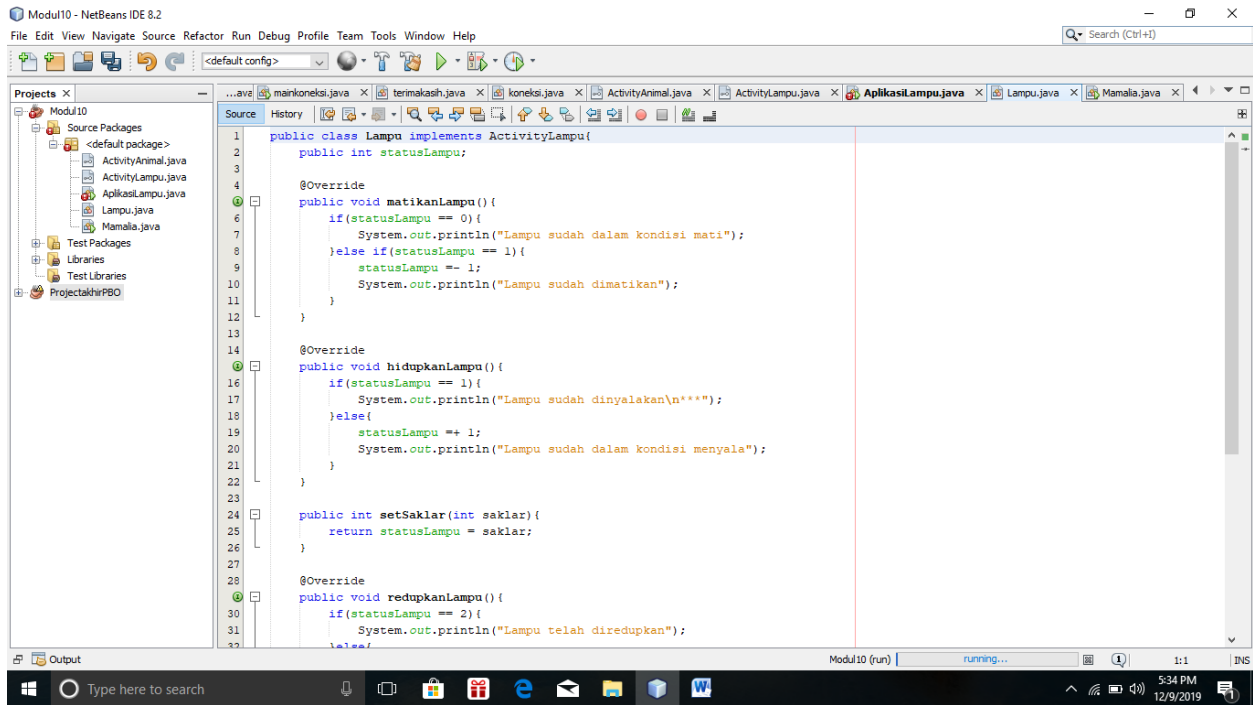 Modul10 - NetBeans IDE 8.2
File Edit View Navigate Source Refactor Run Debug Profile Team Tools Window Help
Search (Ctrl+I)
<default config>
Projects
...ava mainkoneksi.java terimakasih.java koneksi.java ActivityAnimal.java ActivityLampu.java AplikasiLampu.java Lampu.java Mamalia.java
Modul10
Source Packages
<default package>
ActivityAnimal.java
ActivityLampu.java
AplikasiLampu.java
Lampu.java
Mamalia.java
Test Packages
Libraries
Test Libraries
ProjectakhirPBO
Source History
1 public class Lampu implements ActivityLampu{
2 public int statusLampu;
3
4 @Override
public void matikanLampu(){
6 if(statusLampu == 0){
7 System.out.println("Lampu sudah dalam kondisi mati");
8 }else if(statusLampu == 1){
9 statusLampu =- 1;
10 System.out.println("Lampu sudah dimatikan");
11 }
12 }
13
14 @Override
public void hidupkanLampu(){
16 if(statusLampu == 1){
17 System.out.println("Lampu sudah dinyalakan\n***");
18 }else{
19 statusLampu =+ 1;
20 System.out.println("Lampu sudah dalam kondisi menyala");
21 }
22 }
23
24 public int setSaklar(int saklar){
25 return statusLampu = saklar;
26 }
27
28 @Override
public void redupkanLampu(){
30 if(statusLampu == 2){
31 System.out.println("Lampu telah diredupkan");
32 }else{
Output
Modul10 (run) running... 1 1:1 INS
Type here to search
5:34 PM
12/9/2019
1